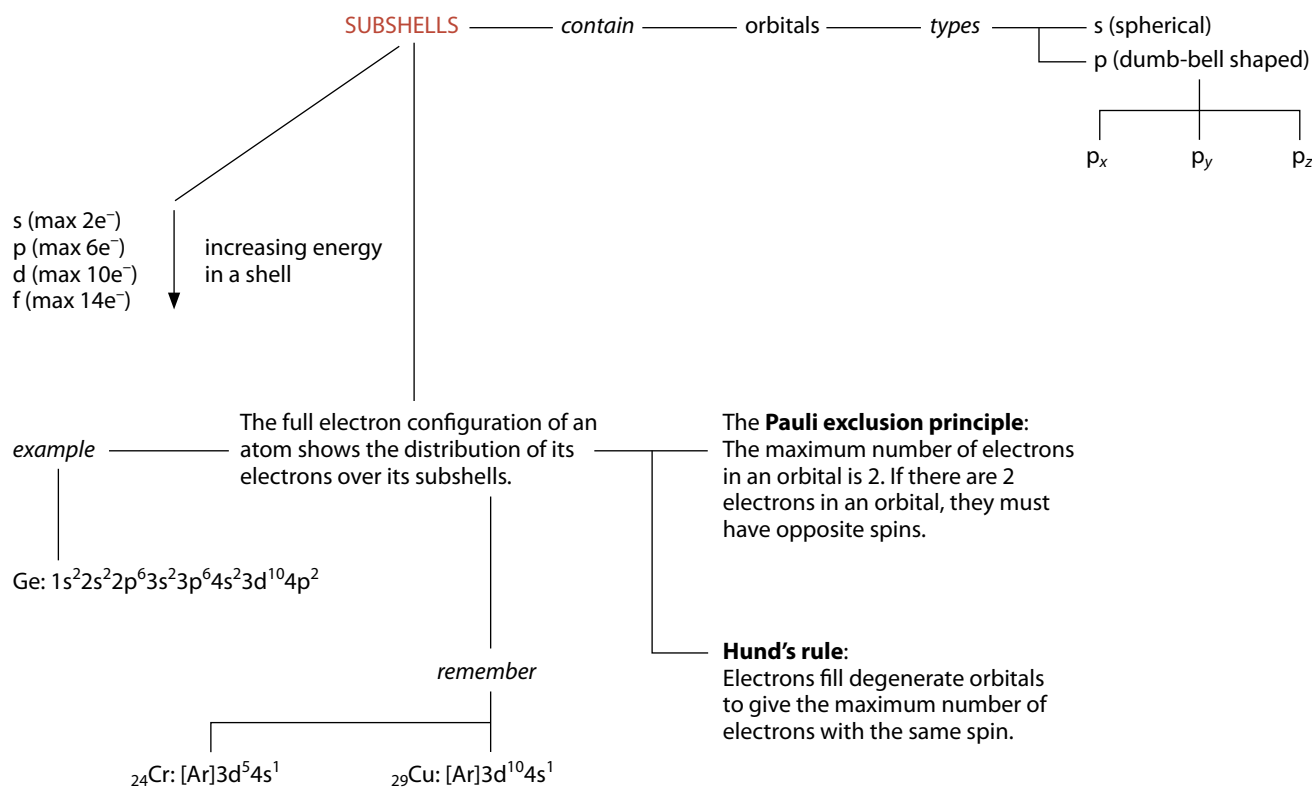 SUBSHELLS contain orbitals types s (spherical)
p (dumb-bell shaped)
pₓ p_y p_z
s (max 2e⁻)
p (max 6e⁻)
d (max 10e⁻)
f (max 14e⁻)
increasing energy
in a shell
example
The full electron configuration of an
atom shows the distribution of its
electrons over its subshells.
The Pauli exclusion principle:
The maximum number of electrons
in an orbital is 2. If there are 2
electrons in an orbital, they must
have opposite spins.
Ge: 1s²2s²2p⁶3s²3p⁶4s²3d¹⁰4p²
Hund’s rule:
Electrons fill degenerate orbitals
to give the maximum number of
electrons with the same spin.
remember
₂₄Cr: [Ar]3d⁵4s¹
₂₉Cu: [Ar]3d¹⁰4s¹